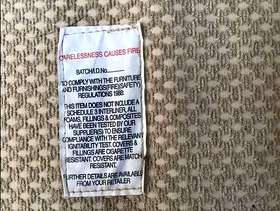 CARELESSNESS CAUSES FIRE
BATCH/I.D.No.
TO COMPLY WITH THE FURNITURE
AND FURNISHINGS(FIRE)(SAFETY)
REGULATIONS 1988:
THIS ITEM DOES NOT INCLUDE A
SCHEDULE 3 INTERLINER, ALL
FOAMS, FILLINGS & COMPOSITES
HAVE BEEN TESTED BY OUR
SUPPLIER(S) TO ENSURE
COMPLIANCE WITH THE RELEVANT
IGNITABILITY TEST. COVERS &
FILLINGS ARE CIGARETTE
RESISTANT. COVERS ARE MATCH
RESISTANT.
FURTHER DETAILS ARE AVAILABLE
FROM YOUR RETAILER